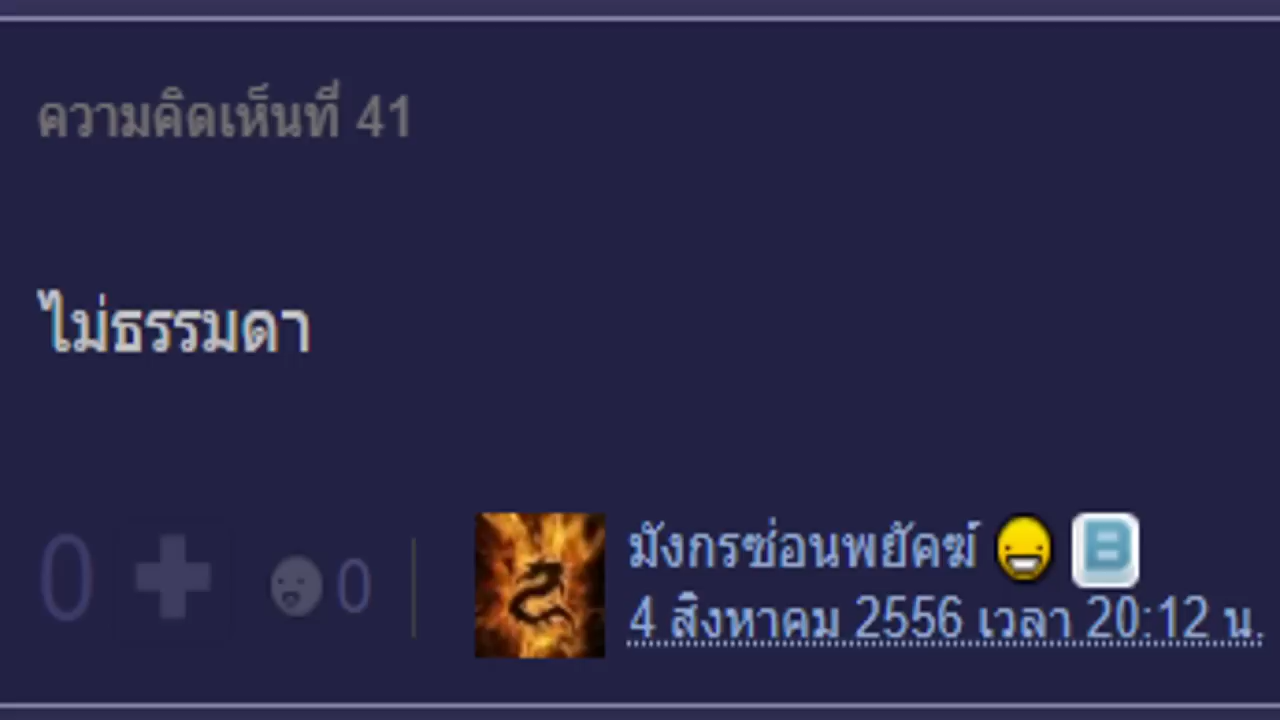 ความคิดเห็นที่ 41
ไม่ธรรมดา
0 0
มังกรซ่อนพยัคฆ์ B
4 สิงหาคม 2556 เวลา 20:12 น.